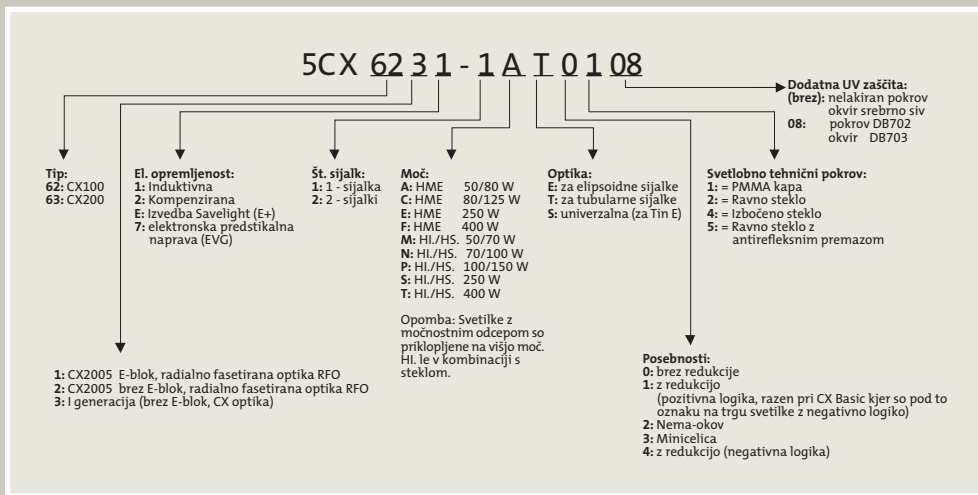 5CX 6231-1AT0108
Dodatna UV zaščita:
(brez): nelakiran pokrov
okvir srebrno siv
08: pokrov DB702
okvir DB703
Tip:
62: CX100
63: CX200
El. opremljenost:
1: Induktivna
2: Kompenzirana
E: Izvedba Savelight (E+)
7: elektronska predstikalna
naprava (EVG)
Št. sijalk:
1: 1 - sijalka
2: 2 - sijalki
Moč:
A: HME 50/80 W
C: HME 80/125 W
E: HME 250 W
F: HME 400 W
M: HI./HS. 50/70 W
N: HI./HS. 70/100 W
P: HI./HS. 100/150 W
S: HI./HS. 250 W
T: HI./HS. 400 W
Opomba: Svetilke z
močnostnim odcepom so
priklopljene na višjo moč.
HI. le v kombinaciji s
steklom.
Optika:
E: za elipsoidne sijalke
T: za tubularne sijalke
S: univerzalna (za Tin E)
Svetlobno tehnični pokrov:
1: = PMMA kapa
2: = Ravno steklo
4: = Izbočeno steklo
5: = Ravno steklo z
antirefleksnim premazom
1: CX2005 E-blok, radialno fasetirana optika RFO
2: CX2005 brez E-blok, radialno fasetirana optika RFO
3: I generacija (brez E-blok, CX optika)
Posebnosti:
0: brez redukcije
1: z redukcijo
(pozitivna logika, razen pri CX Basic kjer so pod to
oznako na trgu svetilke z negativno logiko)
2: Nema-okov
3: Minicelica
4: z redukcijo (negativna logika)